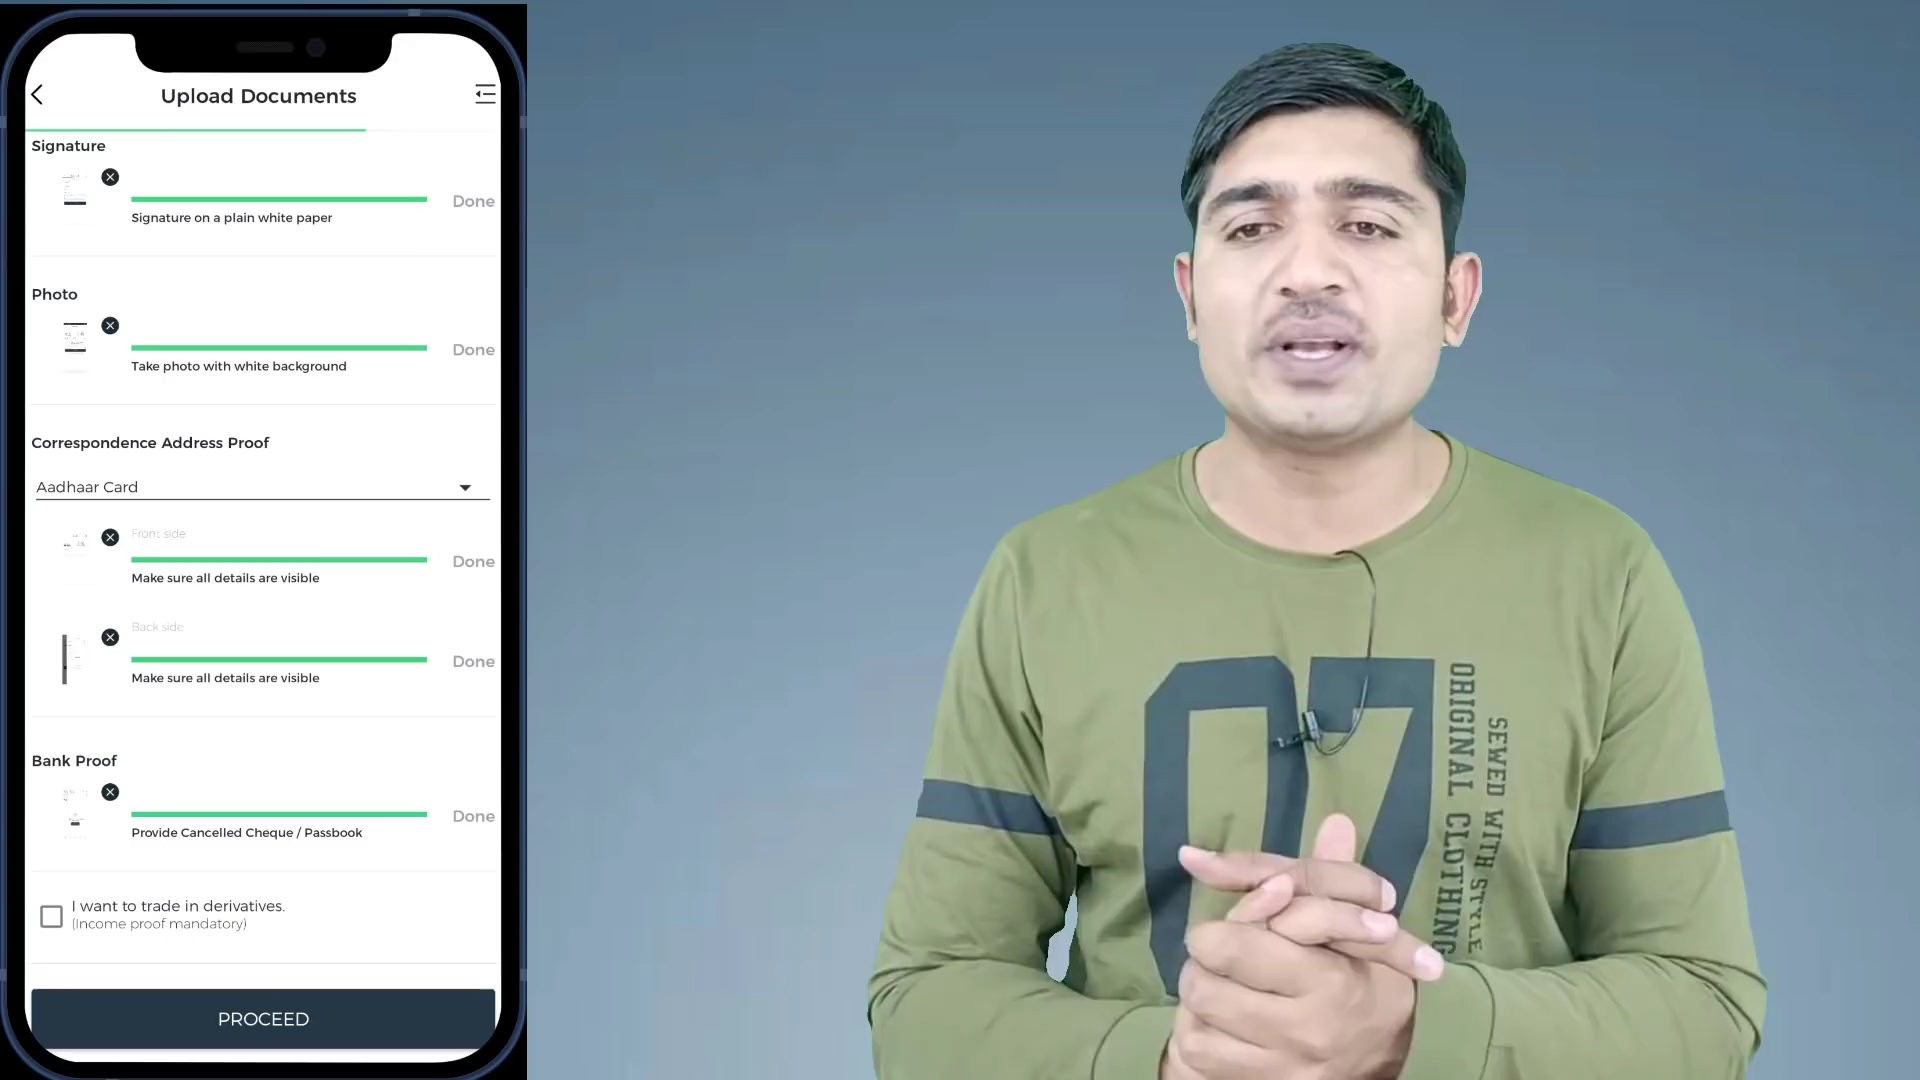 Upload Documents
Signature
Done
Signature on a plain white paper
Photo
Done
Take photo with white background
Correspondence Address Proof
Aadhaar Card
Front side
Done
Make sure all details are visible
Back side
Done
Make sure all details are visible
Bank Proof
Done
Provide Cancelled Cheque / Passbook
I want to trade in derivatives.
(Income proof mandatory)
PROCEED
07
ORIGINAL CLOTHING
SEWED WITH STYLE